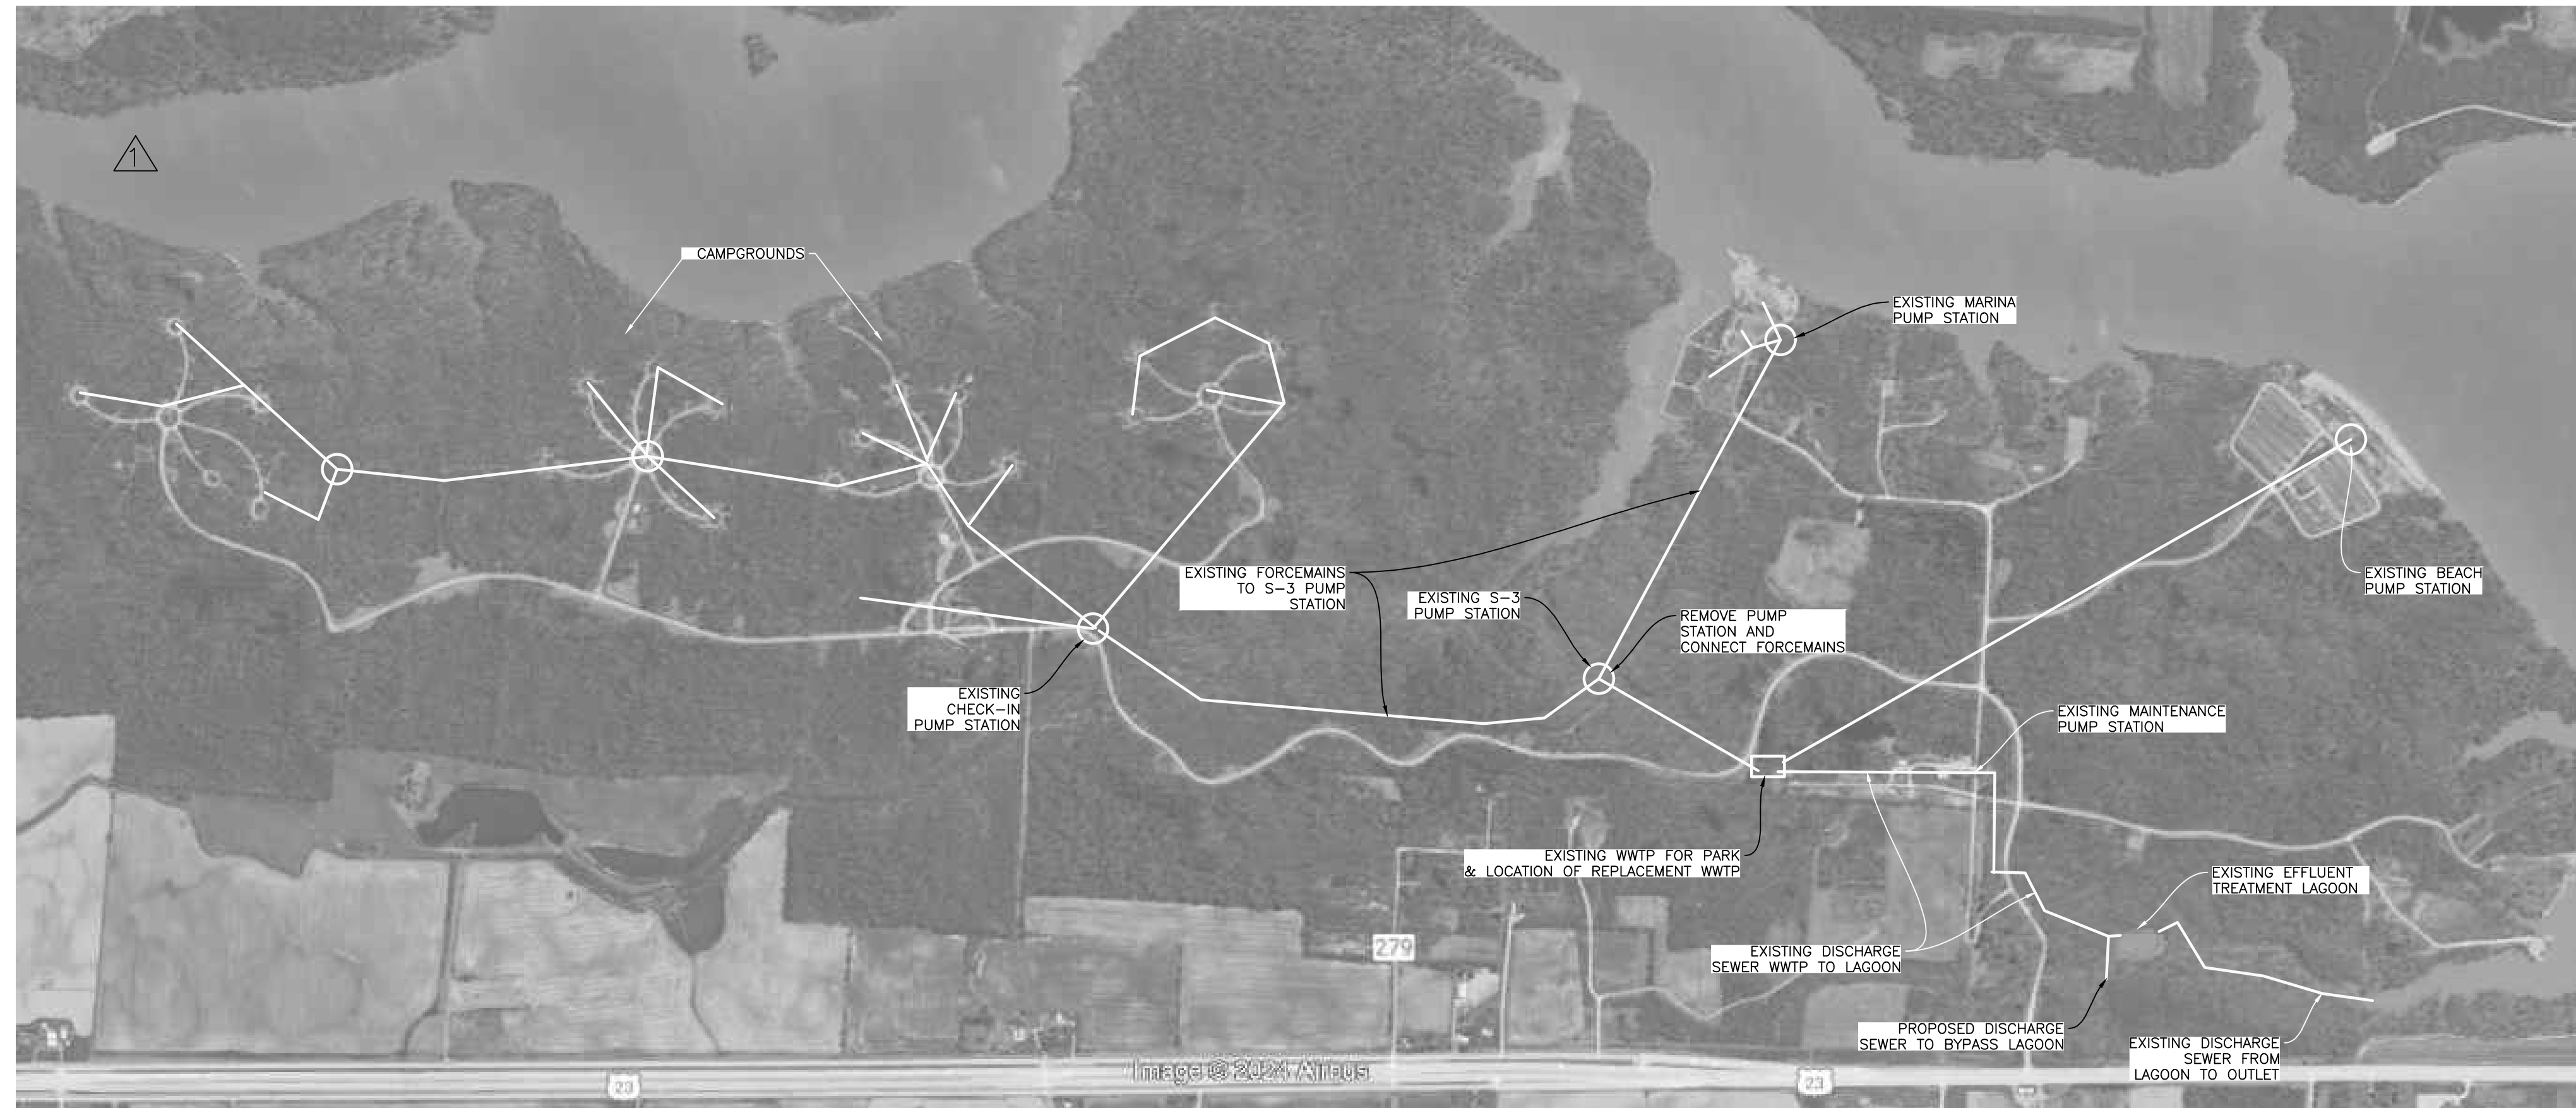 1
CAMPGROUNDS
EXISTING MARINA
PUMP STATION
EXISTING FORCEMAINS
TO S-3 PUMP
STATION
EXISTING S-3
PUMP STATION
REMOVE PUMP
STATION AND
CONNECT FORCEMAINS
EXISTING BEACH
PUMP STATION
EXISTING
CHECK-IN
PUMP STATION
EXISTING MAINTENANCE
PUMP STATION
EXISTING WWTP FOR PARK
& LOCATION OF REPLACEMENT WWTP
EXISTING EFFLUENT
TREATMENT LAGOON
279
EXISTING DISCHARGE
SEWER WWTP TO LAGOON
PROPOSED DISCHARGE
SEWER TO BYPASS LAGOON
EXISTING DISCHARGE
SEWER FROM
LAGOON TO OUTLET
Image © 2024 Airbus
23
23